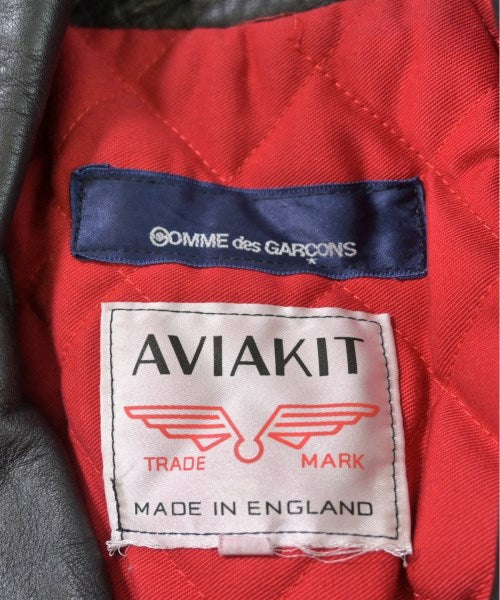 COMME des GARÇONS
AVIAKIT
TRADE MARK
MADE IN ENGLAND